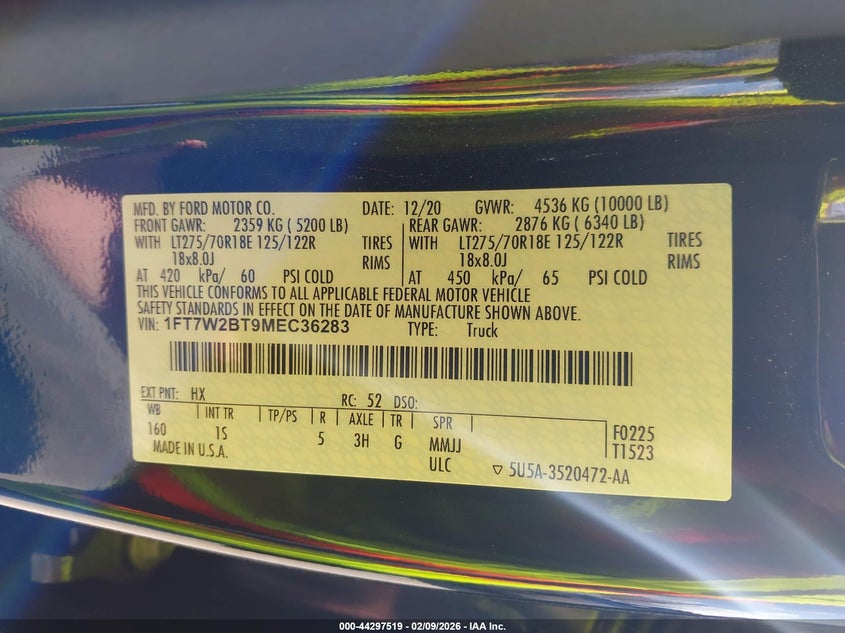 MFD. BY FORD MOTOR CO. DATE: 12/20 GVWR: 4536 KG (10000 LB)
FRONT GAWR: 2359 KG ( 5200 LB) REAR GAWR: 2876 KG ( 6340 LB)
WITH LT275/70R18E 125/122R TIRES WITH LT275/70R18E 125/122R TIRES
18x8.0J RIMS 18x8.0J RIMS
AT 420 kPa/ 60 PSI COLD AT 450 kPa/ 65 PSI COLD
THIS VEHICLE CONFORMS TO ALL APPLICABLE FEDERAL MOTOR VEHICLE
SAFETY STANDARDS IN EFFECT ON THE DATE OF MANUFACTURE SHOWN ABOVE.
VIN: 1FT7W2BT9MEC36283 TYPE: Truck
EXT PNT: HX RC: 52 DSO:
WB INT TR TP/PS R AXLE TR SPR
160 1S 5 3H G MMJJ F0225
MADE IN U.S.A. ULC T1523
5U5A-3520472-AA
000-44297519 - 02/09/2026 - IAA Inc.